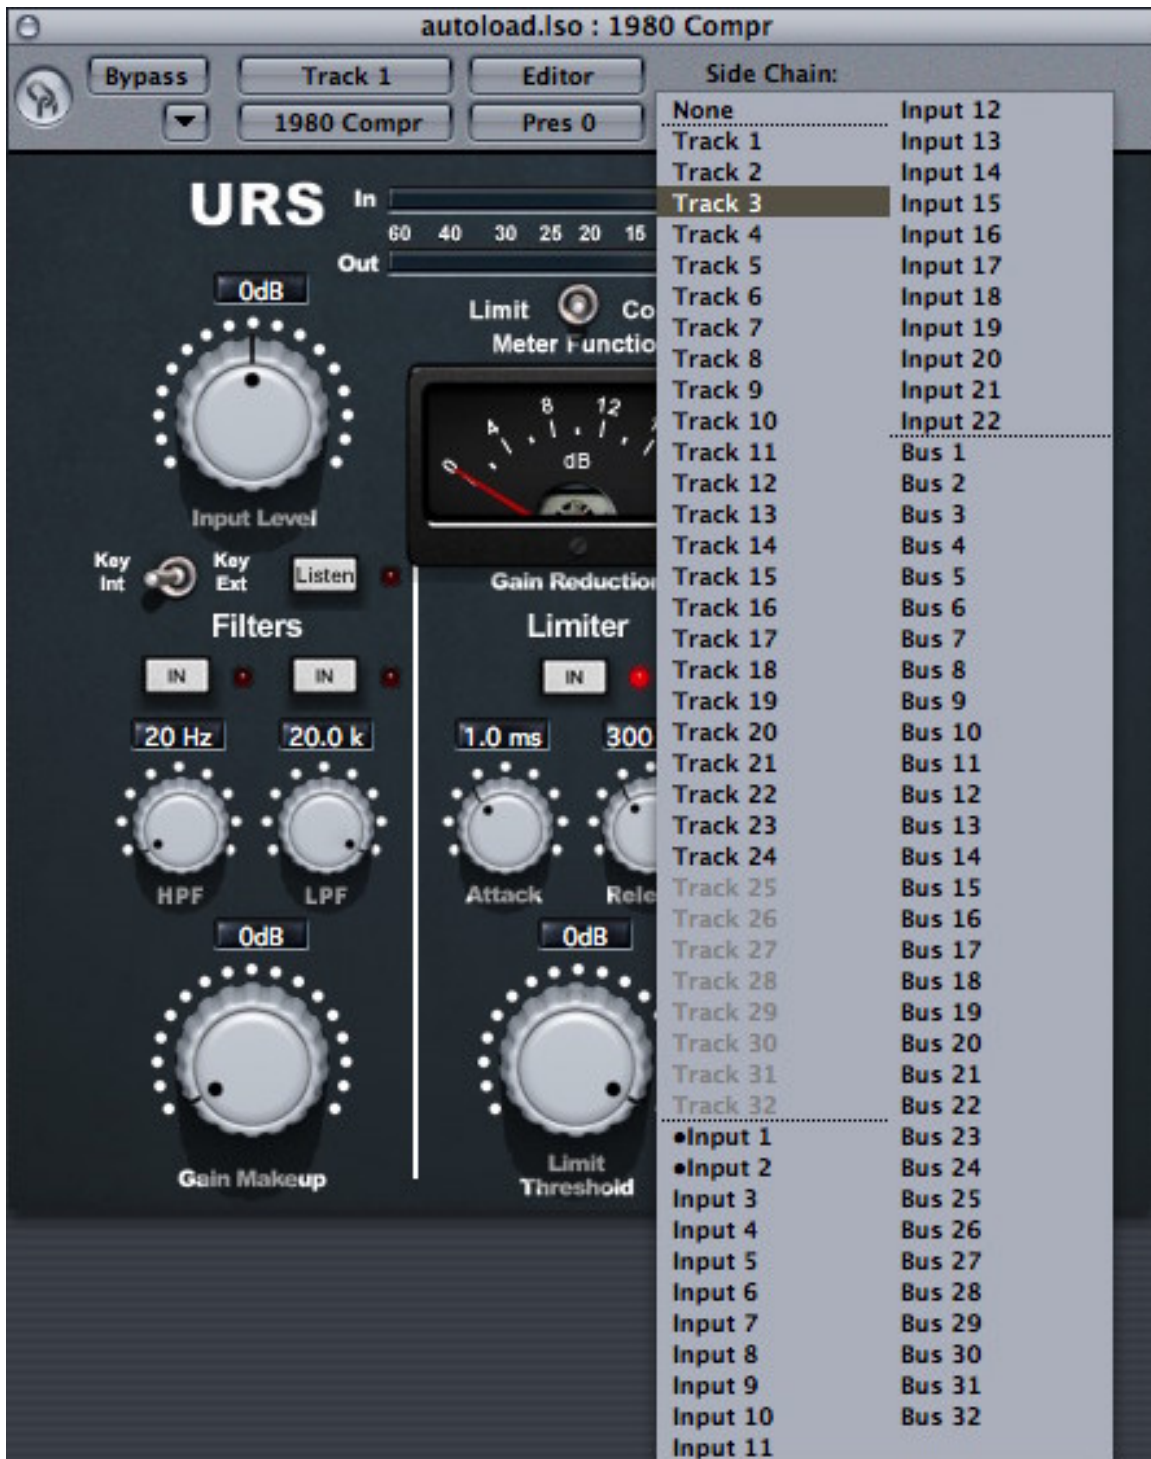 autoload.lso : 1980 Compr
Bypass
Track 1
Editor
Side Chain:
1980 Compr
Pres 0
URS
In
60 40 30 25 20 15
Out
0dB
Limit
Co
Meter Functio
4 8 12
0
dB
Input Level
Key Int
Key Ext
Listen
Gain Reduction
Filters
Limiter
IN
IN
IN
20 Hz
20.0 k
1.0 ms
300
HPF
LPF
Attack
Rele
0dB
0dB
Gain Makeup
Limit
Threshold
None
Track 1
Track 2
Track 3
Track 4
Track 5
Track 6
Track 7
Track 8
Track 9
Track 10
Track 11
Track 12
Track 13
Track 14
Track 15
Track 16
Track 17
Track 18
Track 19
Track 20
Track 21
Track 22
Track 23
Track 24
Track 25
Track 26
Track 27
Track 28
Track 29
Track 30
Track 31
Track 32
•Input 1
•Input 2
Input 3
Input 4
Input 5
Input 6
Input 7
Input 8
Input 9
Input 10
Input 11
Input 12
Input 13
Input 14
Input 15
Input 16
Input 17
Input 18
Input 19
Input 20
Input 21
Input 22
Bus 1
Bus 2
Bus 3
Bus 4
Bus 5
Bus 6
Bus 7
Bus 8
Bus 9
Bus 10
Bus 11
Bus 12
Bus 13
Bus 14
Bus 15
Bus 16
Bus 17
Bus 18
Bus 19
Bus 20
Bus 21
Bus 22
Bus 23
Bus 24
Bus 25
Bus 26
Bus 27
Bus 28
Bus 29
Bus 30
Bus 31
Bus 32